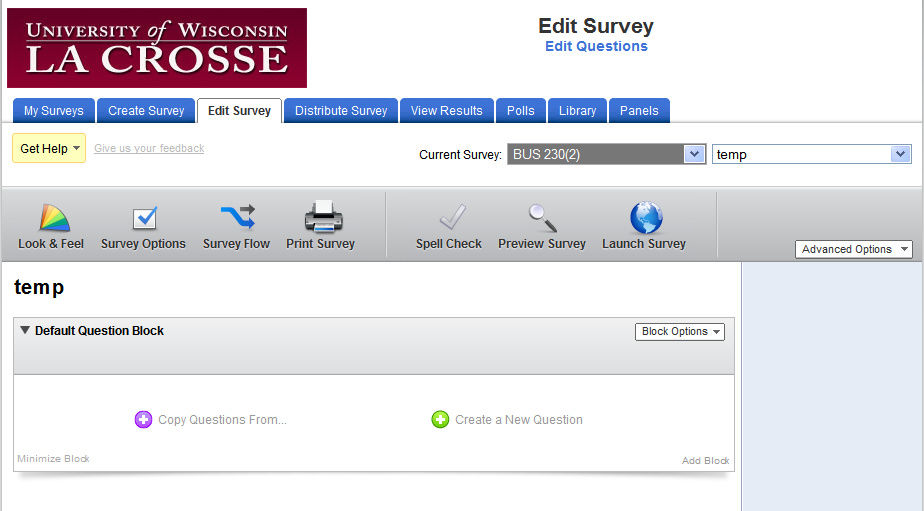 UNIVERSITY of WISCONSIN
LA CROSSE
Edit Survey
Edit Questions
My Surveys Create Survey Edit Survey Distribute Survey View Results Polls Library Panels
Get Help Give us your feedback Current Survey: BUS 230(2) temp
Look & Feel Survey Options Survey Flow Print Survey Spell Check Preview Survey Launch Survey
Advanced Options
temp
Default Question Block Block Options
Copy Questions From... Create a New Question
Minimize Block Add Block